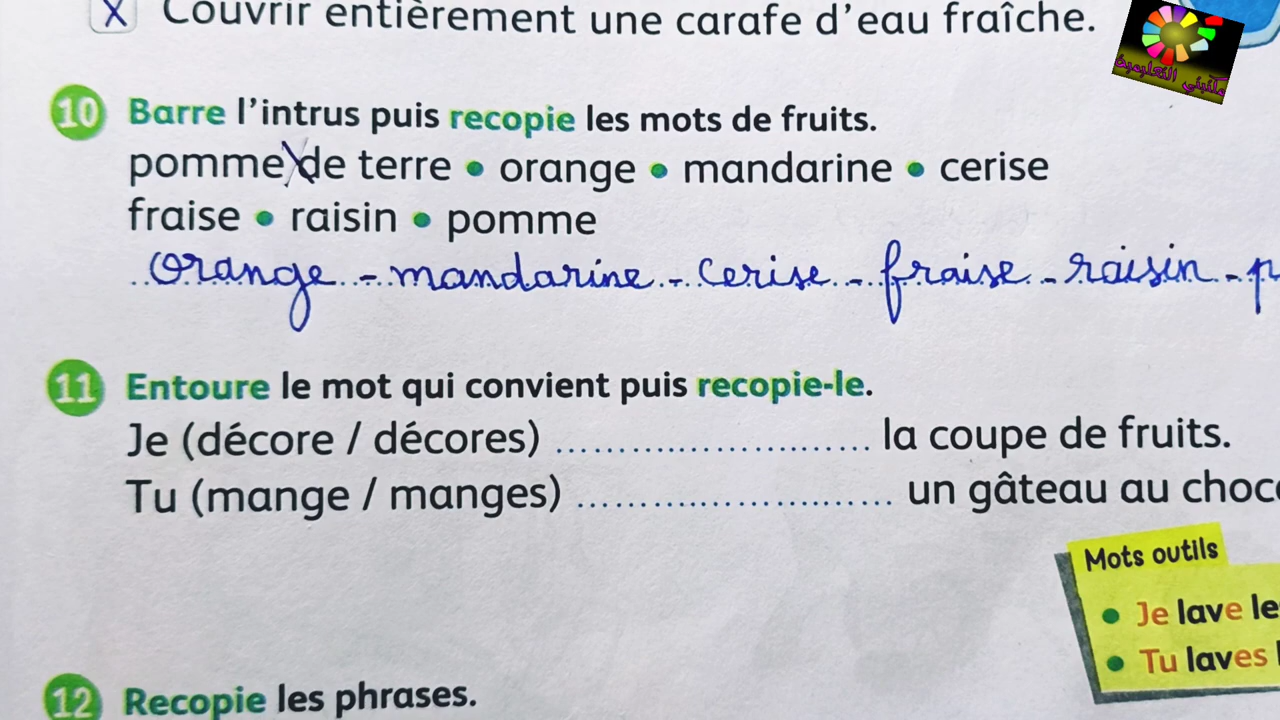 X Couvrir entièrement une carafe d'eau fraîche.
مكتبتي التعليمية
10 Barre l'intrus puis recopie les mots de fruits.
pomme de terre • orange • mandarine • cerise
fraise • raisin • pomme
orange - mandarine - cerise - fraise - raisin - p
11 Entoure le mot qui convient puis recopie-le.
Je (décore / décores) ........................... la coupe de fruits.
Tu (mange / manges) ........................... un gâteau au choc
Mots outils
• Je lave le
• Tu laves l
12 Recopie les phrases.